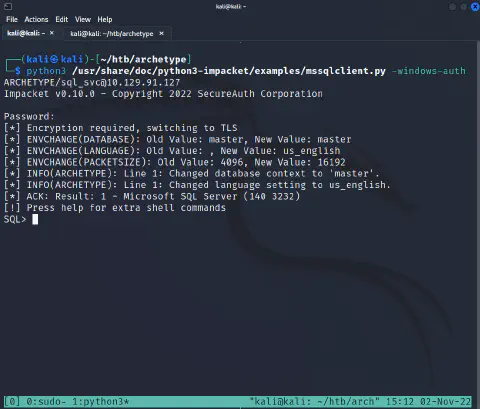 kali@kali: ~
File Actions Edit View Help
kali@kali: ~ × kali@kali: ~/htb/archetype ×
┌──(kali㉿kali)-[~/htb/archetype]
└─$ python3 /usr/share/doc/python3-impacket/examples/mssqlclient.py -windows-auth
ARCHETYPE/sql_svc@10.129.91.127
Impacket v0.10.0 - Copyright 2022 SecureAuth Corporation
Password:
[*] Encryption required, switching to TLS
[*] ENVCHANGE(DATABASE): Old Value: master, New Value: master
[*] ENVCHANGE(LANGUAGE): Old Value: , New Value: us_english
[*] ENVCHANGE(PACKETSIZE): Old Value: 4096, New Value: 16192
[*] INFO(ARCHETYPE): Line 1: Changed database context to 'master'.
[*] INFO(ARCHETYPE): Line 1: Changed language setting to us_english.
[*] ACK: Result: 1 - Microsoft SQL Server (140 3232)
[!] Press help for extra shell commands
SQL>
[0] 0:sudo- 1:python3* "kali@kali: ~/htb/arch" 15:12 02-Nov-22